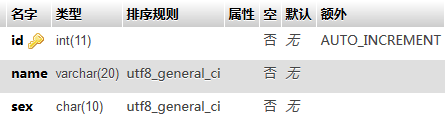 名字 类型 排序规则 属性 空 默认 额外
id int(11) 否 无 AUTO_INCREMENT
name varchar(20) utf8_general_ci 否 无
sex char(10) utf8_general_ci 否 无